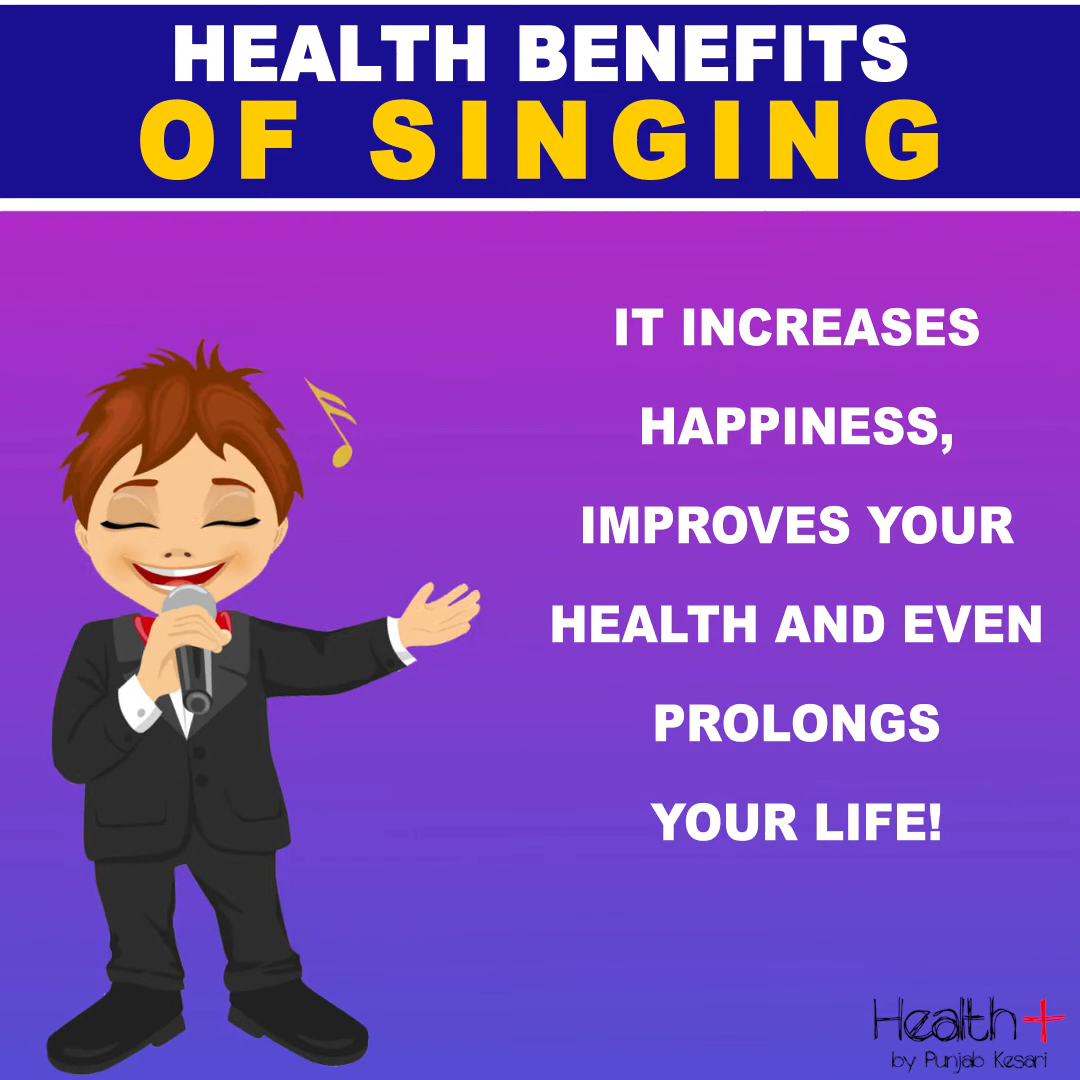 HEALTH BENEFITS
OF SINGING
IT INCREASES
HAPPINESS,
IMPROVES YOUR
HEALTH AND EVEN
PROLONGS
YOUR LIFE!
Health+
by Punjab Kesari